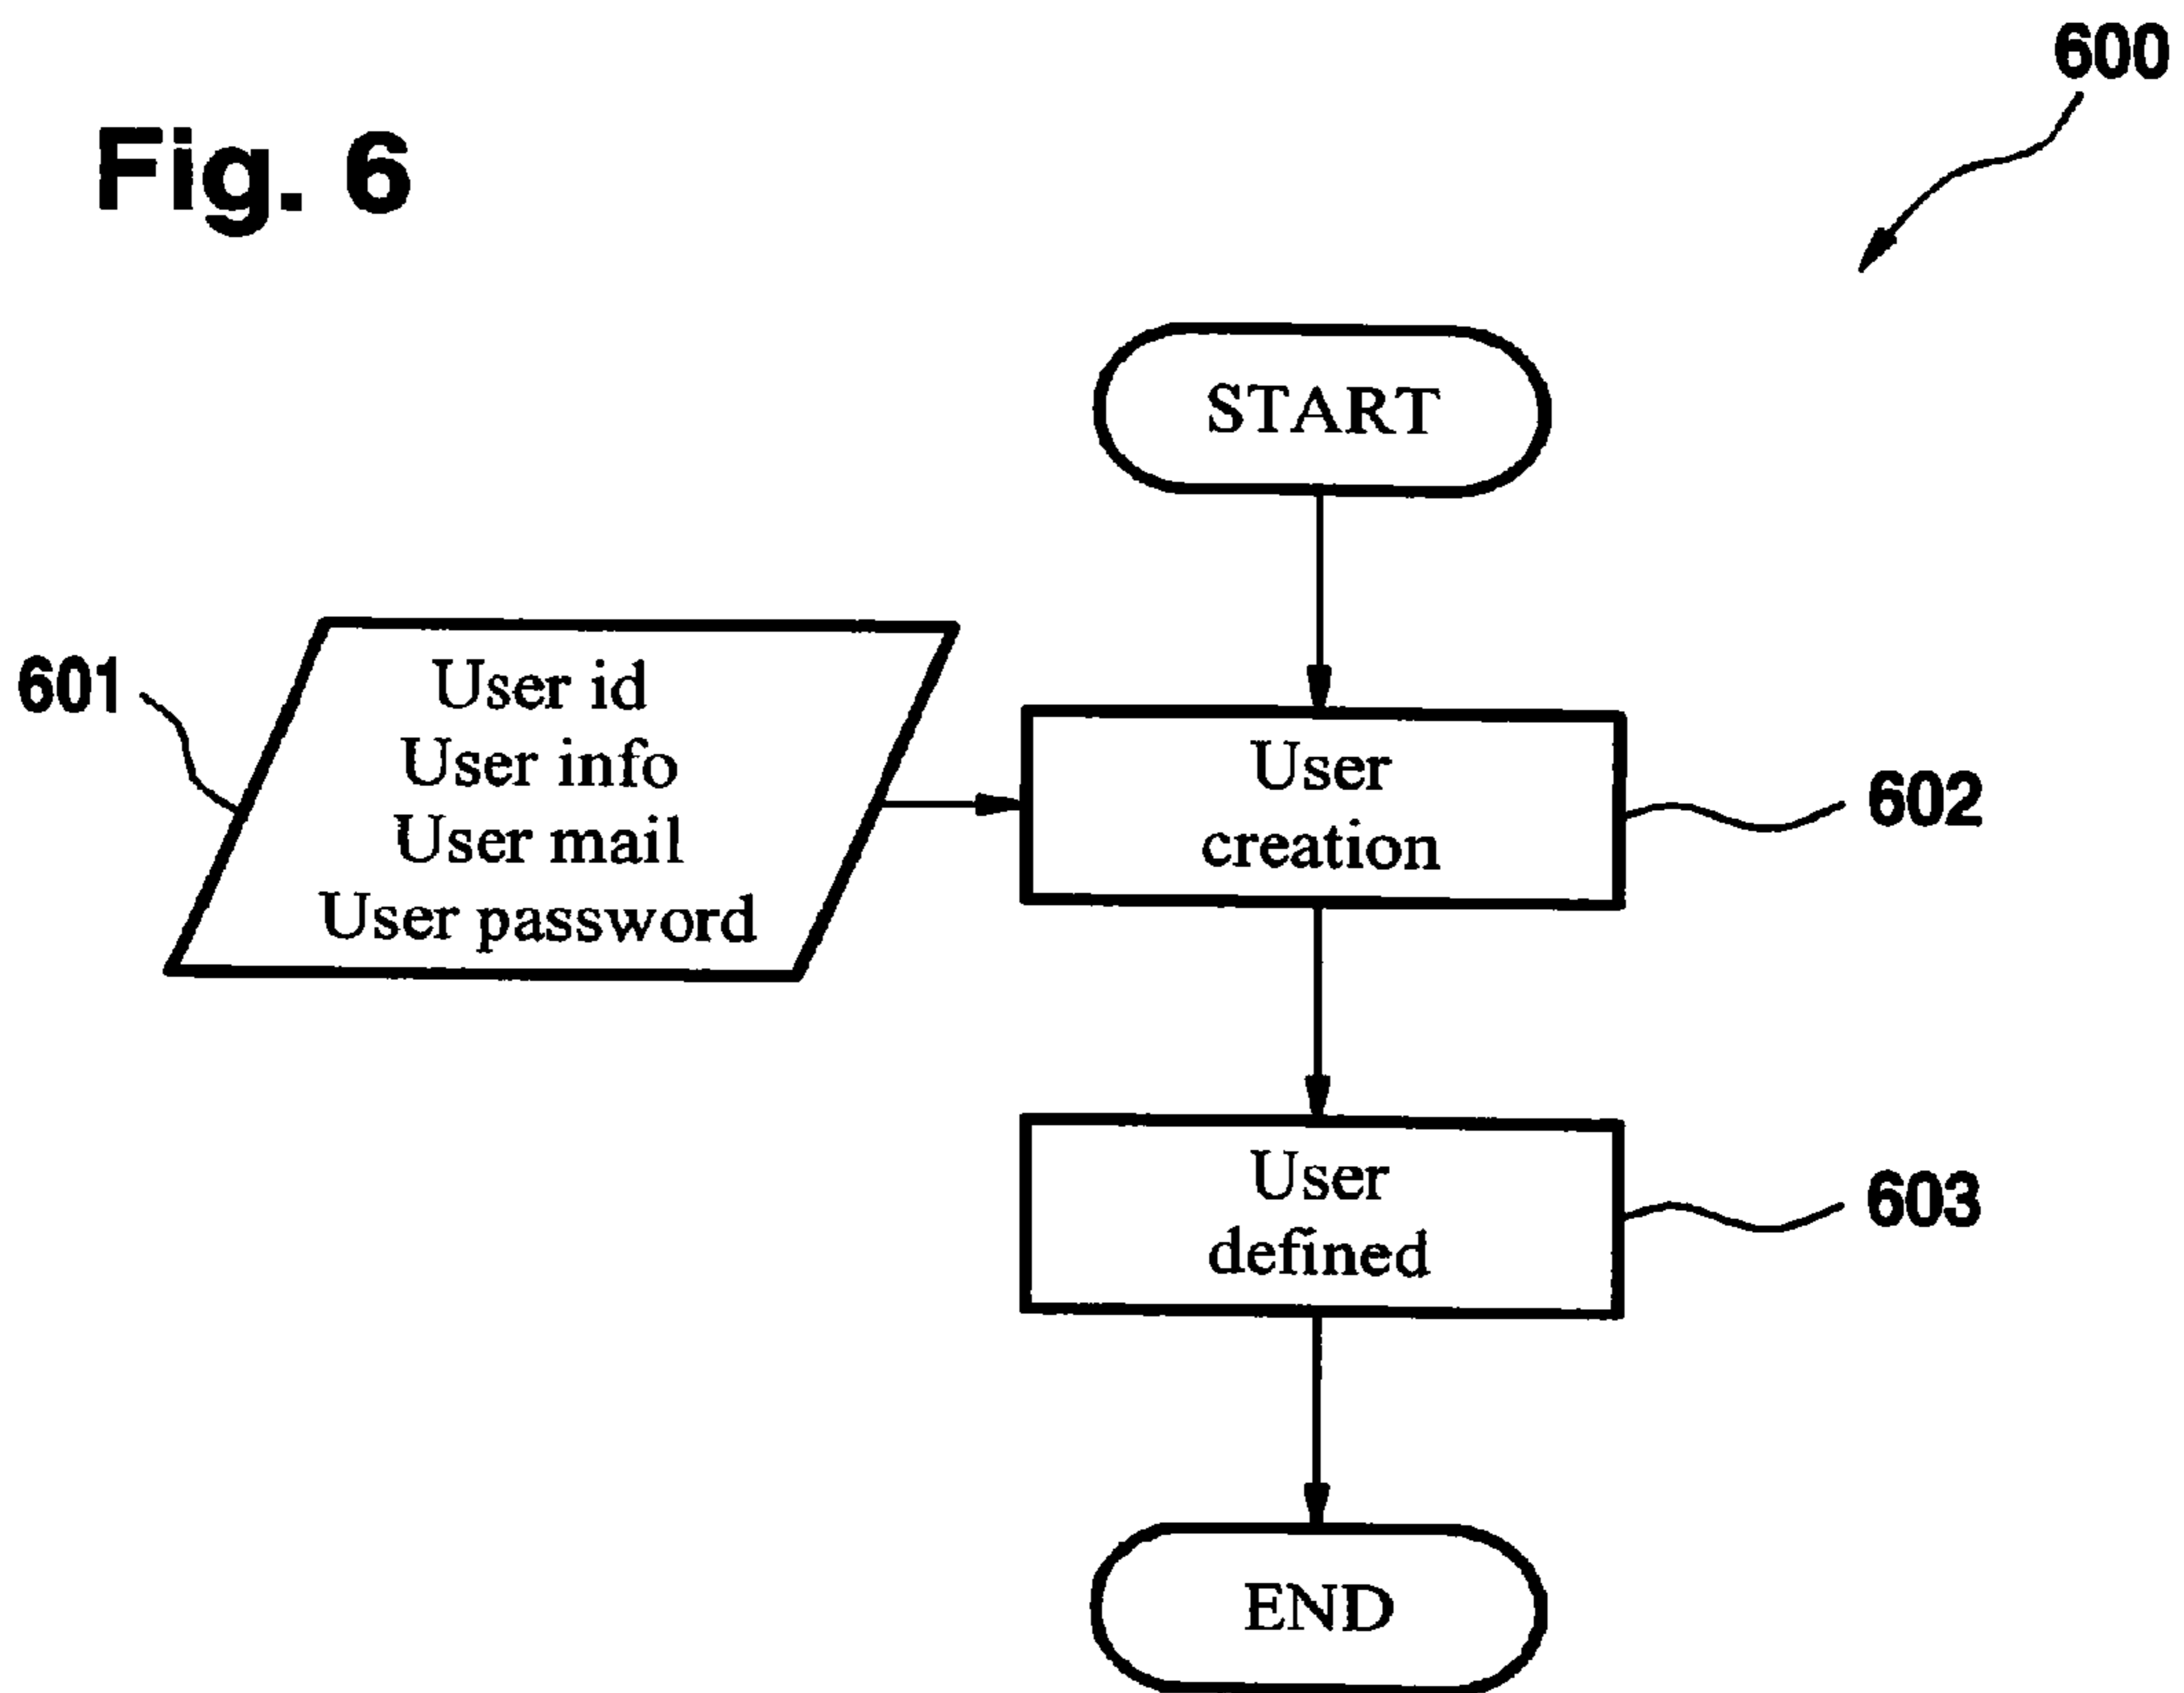 600
Fig. 6
START
601
User id
User info
User mail
User password
User
creation
602
User
defined
603
END